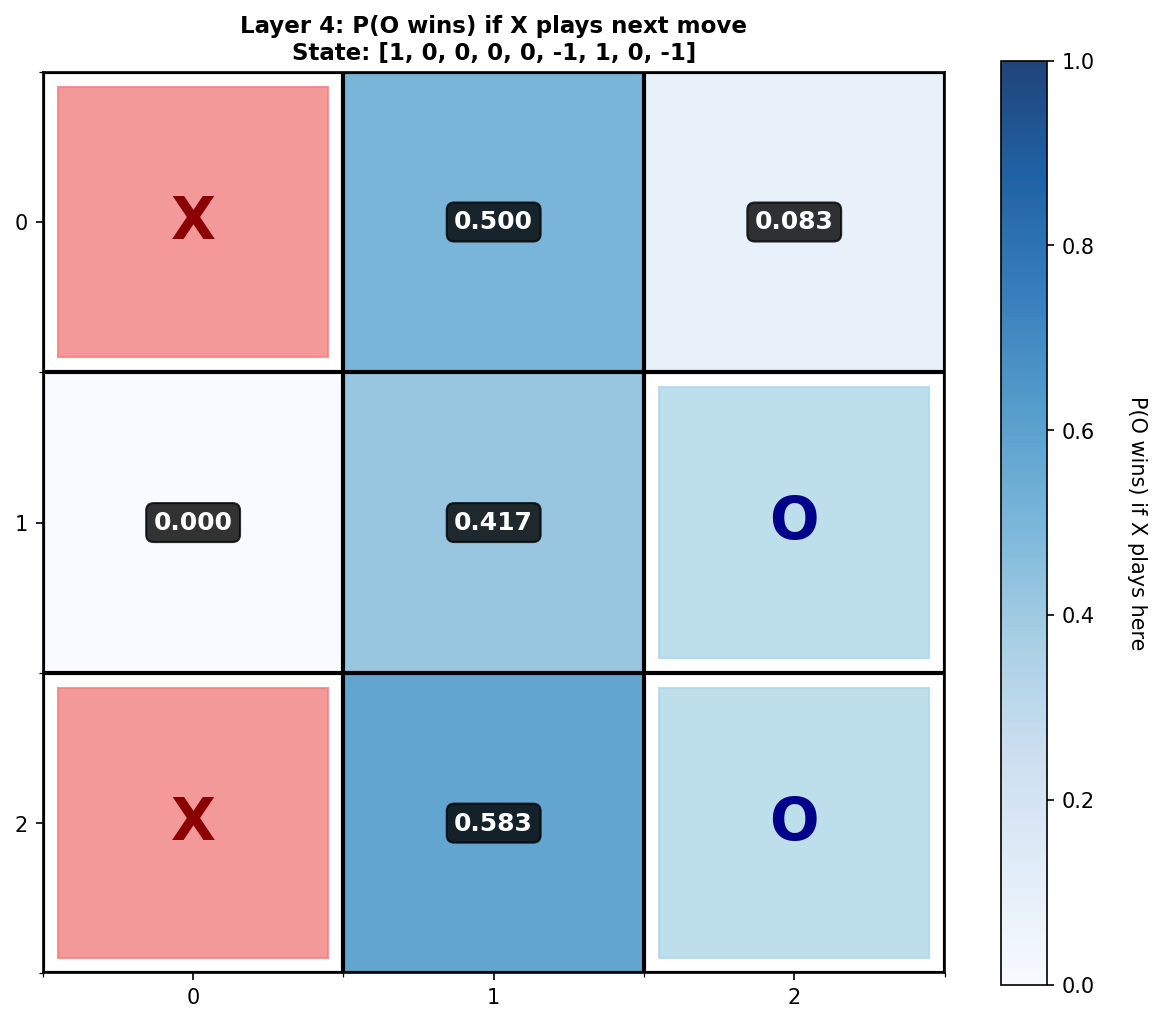 Layer 4: P(O wins) if X plays next move
State: [1, 0, 0, 0, 0, -1, 1, 0, -1]
X
0.500
0.083
0.000
0.417
O
X
0.583
O
0
1
2
0
1
2
1.0
0.8
0.6
0.4
0.2
0.0
P(O wins) if X plays here